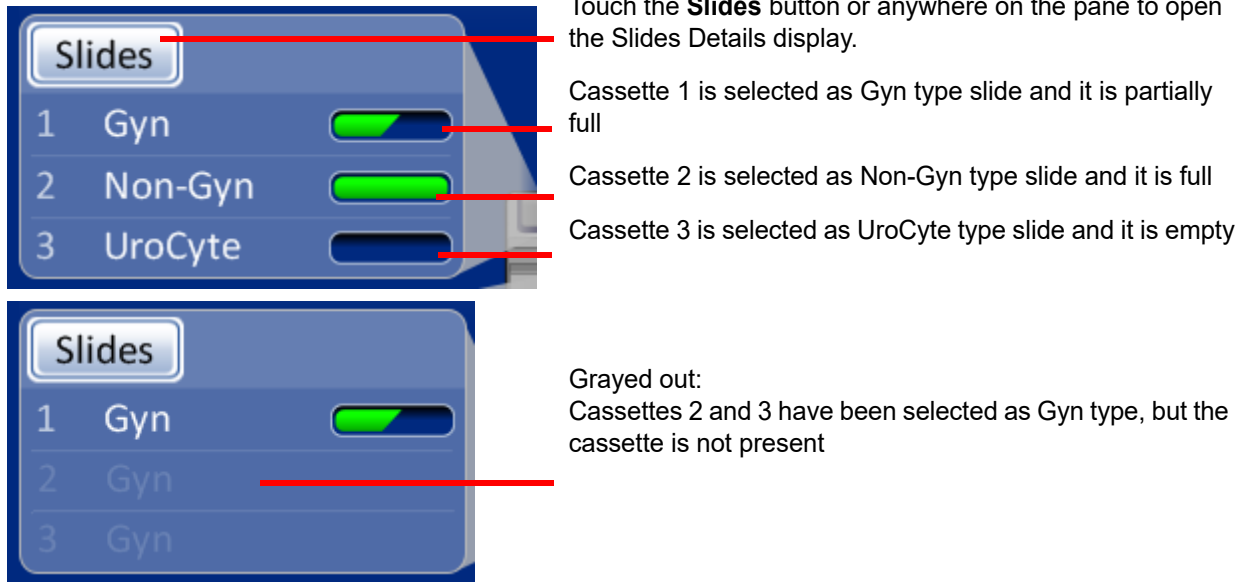 Touch the Slides button or anywhere on the pane to open
the Slides Details display.
Slides
Cassette 1 is selected as Gyn type slide and it is partially
full
1 Gyn
Cassette 2 is selected as Non-Gyn type slide and it is full
2 Non-Gyn
Cassette 3 is selected as UroCyte type slide and it is empty
3 UroCyte
Slides
1 Gyn
2 Gyn
3 Gyn
Grayed out:
Cassettes 2 and 3 have been selected as Gyn type, but the
cassette is not present